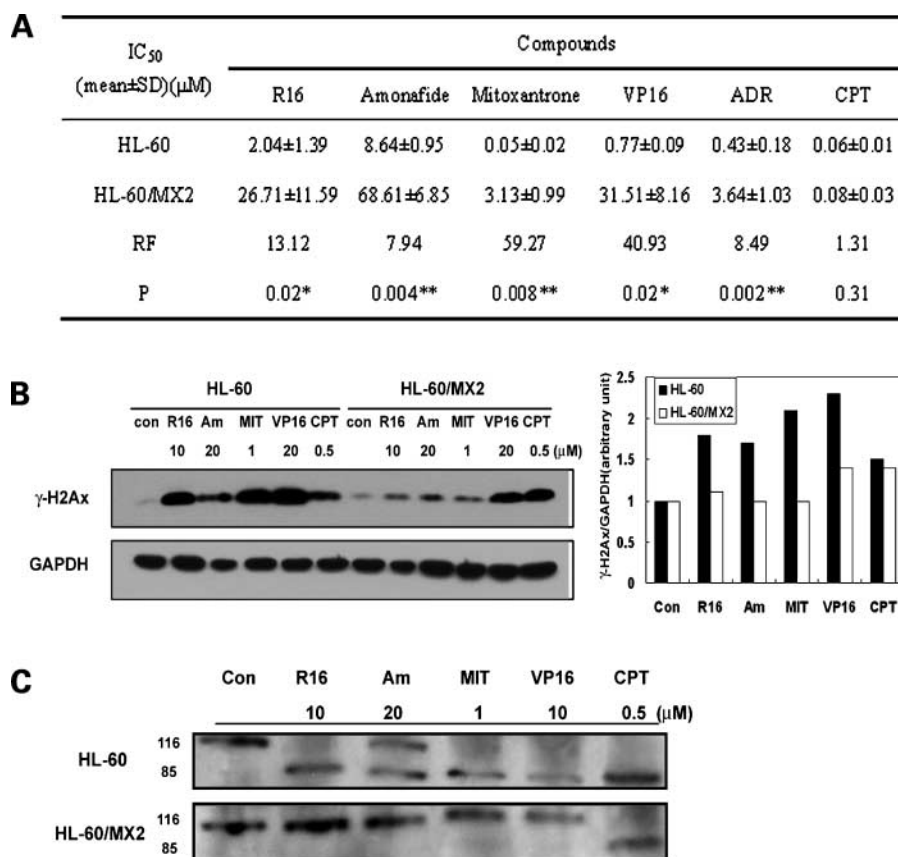 A
IC50 (mean±SD)(μM)
Compounds
R16 Amonafide Mitoxantrone VP16 ADR CPT
HL-60 2.04±1.39 8.64±0.95 0.05±0.02 0.77±0.09 0.43±0.18 0.06±0.01
HL-60/MX2 26.71±11.59 68.61±6.85 3.13±0.99 31.51±8.16 3.64±1.03 0.08±0.03
RF 13.12 7.94 59.27 40.93 8.49 1.31
P 0.02* 0.004** 0.008** 0.02* 0.002** 0.31
B
HL-60 HL-60/MX2
con R16 Am MIT VP16 CPT con R16 Am MIT VP16 CPT
10 20 1 20 0.5 10 20 1 20 0.5 (μM)
γ-H2Ax
GAPDH
γ-H2Ax/GAPDH(arbitrary unit)
2.5
2
1.5
1
0.5
0
HL-60
HL-60/MX2
Con R16 Am MIT VP16 CPT
C
Con R16 Am MIT VP16 CPT
10 20 1 10 0.5 (μM)
HL-60
116
85
HL-60/MX2
116
85